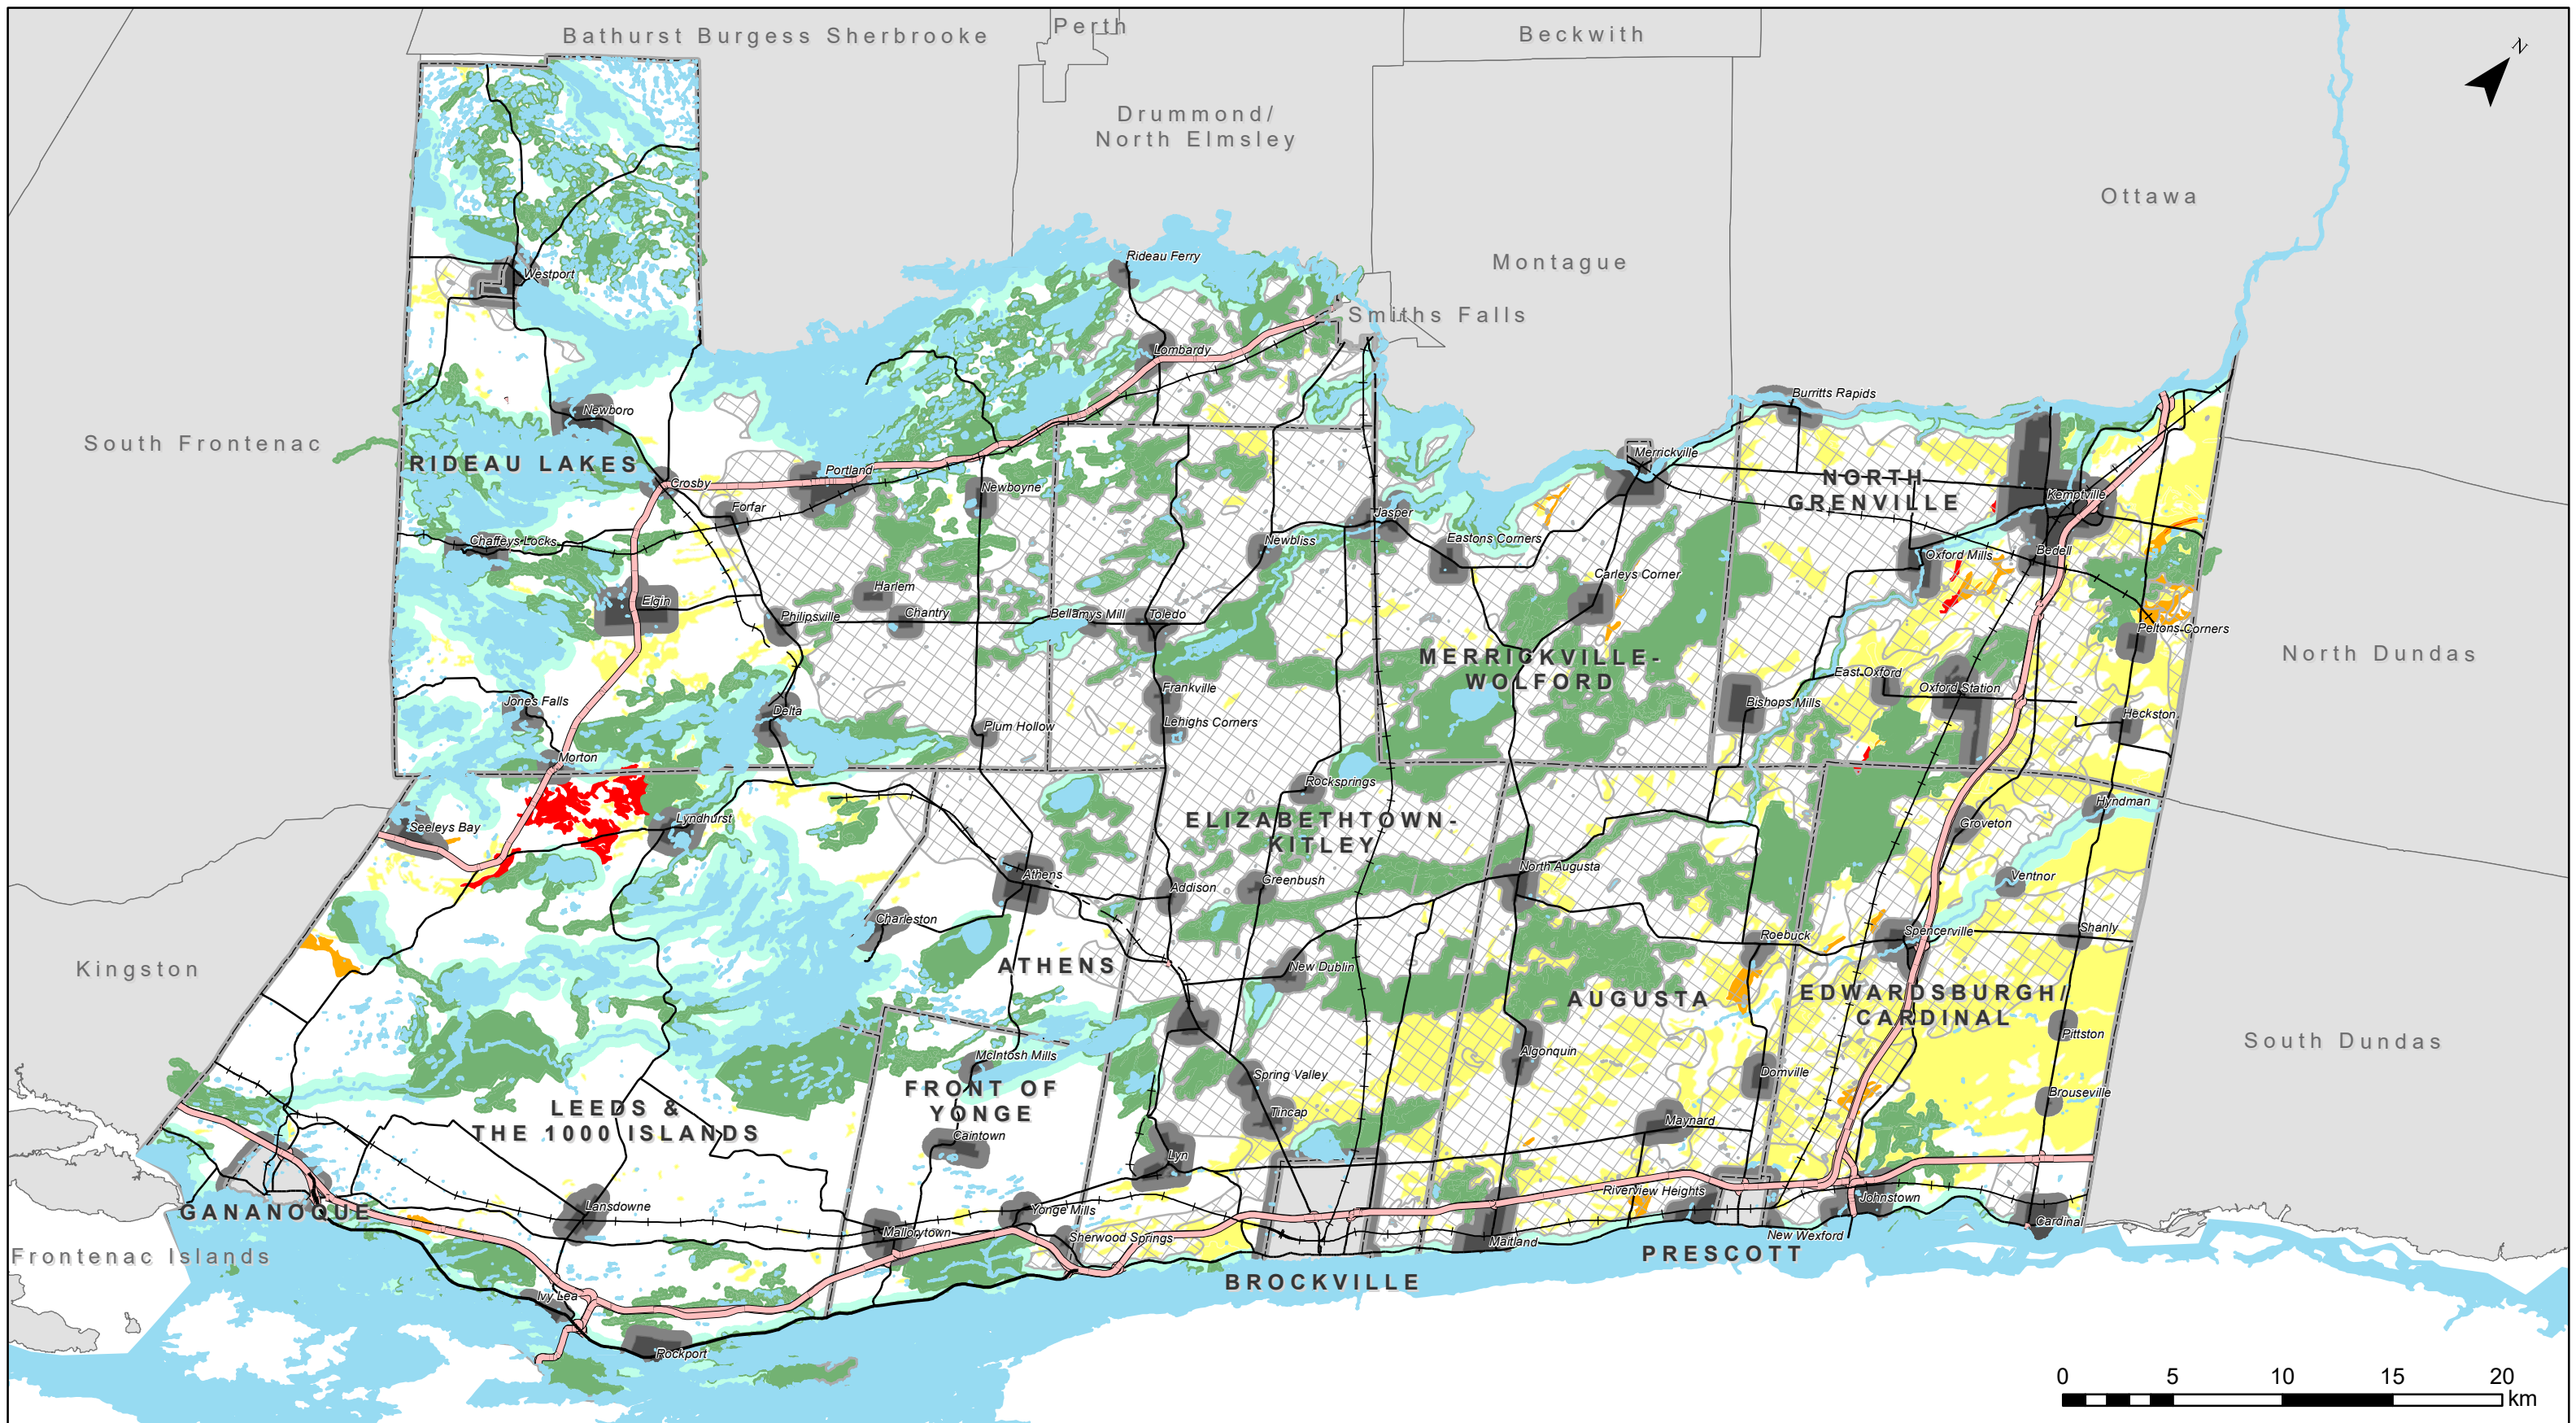 Perth
Bathurst Burgess Sherbrooke
Beckwith
N
Drummond/
North Elmsley
Ottawa
Rideau Ferry
Montague
Westport
Smiths Falls
Lombardy
Burritts Rapids
Newboro
South Frontenac
RIDEAU LAKES
Merrickville
Portland
Crosby
Newboyne
NORTH
GRENVILLE
Kemptville
Forfar
Jasper
Chaffeys Locks
Newbliss
Eastons Corners
Oxford Mills
Bedell
Carleys Corner
Harlem
Elgin
Chantry
Bellamys Mill
Toledo
Philipsville
Peltons Corners
MERRICKVILLE-
WOLFORD
North Dundas
East Oxford
Oxford Station
Frankville
Jones Falls
Bishops Mills
Delta
Plum Hollow
Lehighs Corners
Heckston
Morton
Rocksprings
Hyndman
Lyndhurst
Seeleys Bay
ELIZABETHTOWN-
KITLEY
Groveton
North Augusta
Athens
Addison
Greenbush
Ventnor
Charleston
Roebuck
Spencerville
Shanly
Kingston
ATHENS
New Dublin
AUGUSTA
EDWARDSBURGH/
CARDINAL
Pittston
South Dundas
McIntosh Mills
Algonquin
Spring Valley
Domville
FRONT OF
YONGE
Brouseville
LEEDS &
THE 1000 ISLANDS
Tincap
Maynard
Caintown
Lyn
Riverview Heights
Johnstown
Lansdowne
GANANOQUE
Yonge Mills
Cardinal
Mallorytown
Sherwood Springs
New Wexford
Maitland
Frontenac Islands
PRESCOTT
BROCKVILLE
Ivy Lea
Rockport
0 5 10 15 20
km